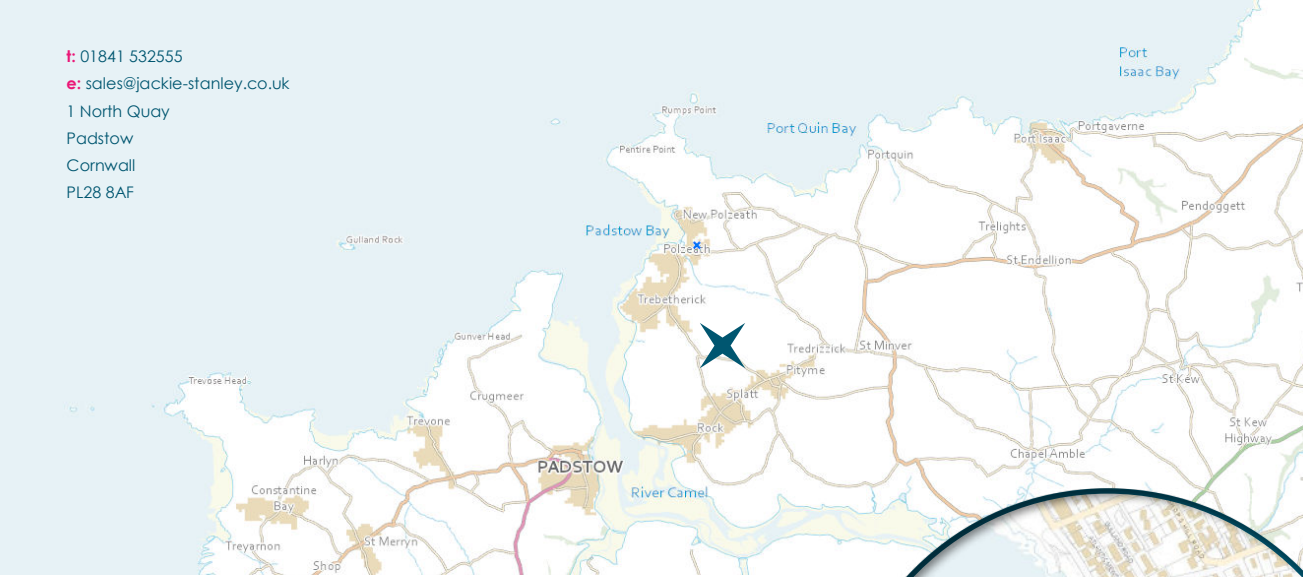 t: 01841 532555
e: sales@jackie-stanley.co.uk
1 North Quay
Padstow
Cornwall
PL28 8AF
Port
Isaac Bay
Rumps Point
Port Quin Bay
Portgaverne
Port Isaac
Pentire Point
Portquin
Pendoggett
New Polzeath
Trelights
Padstow Bay
Gulland Rock
Polzeath
St Endellion
Trebetherick
Gunver Head
Tredrizzick
St Minver
Pityme
Trevose Head
St Kew
Crugmeer
Splatt
Trevone
Rock
St Kew
Highway
Chapel Amble
Harlyn
PADSTOW
Constantine
Bay
River Camel
Treyarnon
St Merryn
Shop